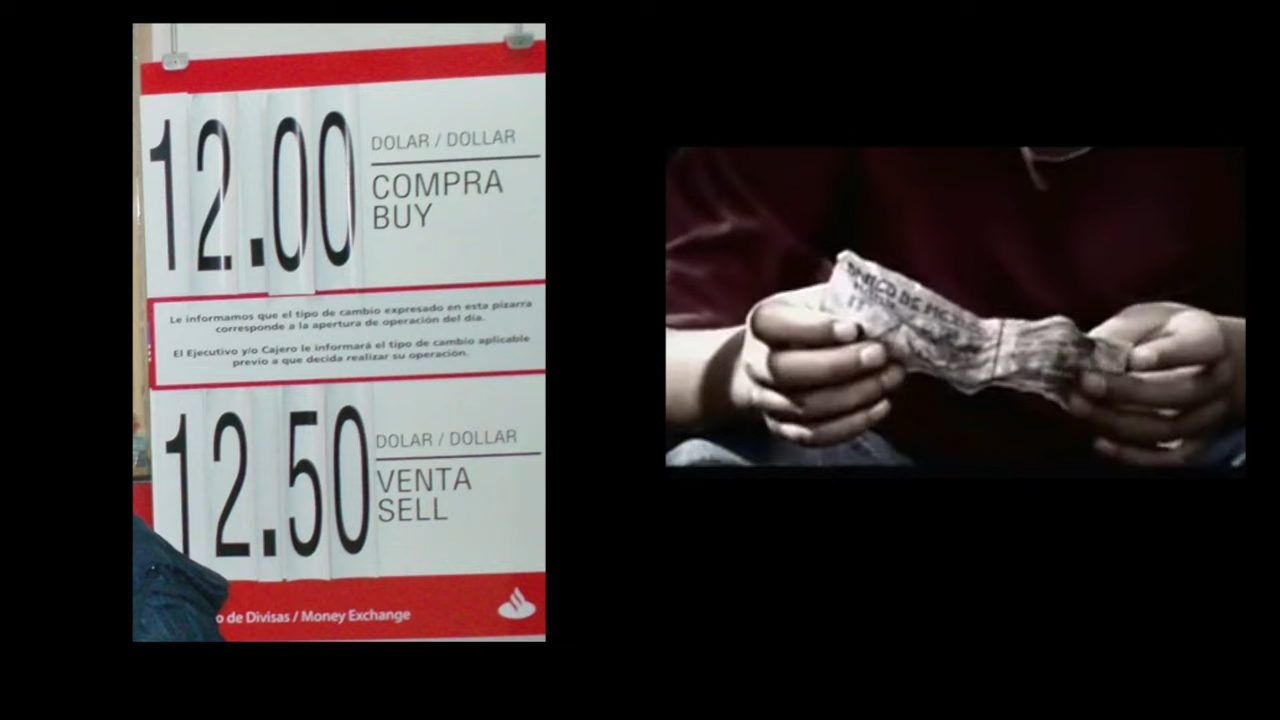 12.00
DOLAR / DOLLAR
COMPRA
BUY
Le informamos que el tipo de cambio expresado en esta pizarra
corresponde a la apertura de operación del día.
El Ejecutivo y/o Cajero le informará el tipo de cambio aplicable
previo a que decida realizar su operación.
12.50
DOLAR / DOLLAR
VENTA
SELL
o de Divisas / Money Exchange
DE MEXICO